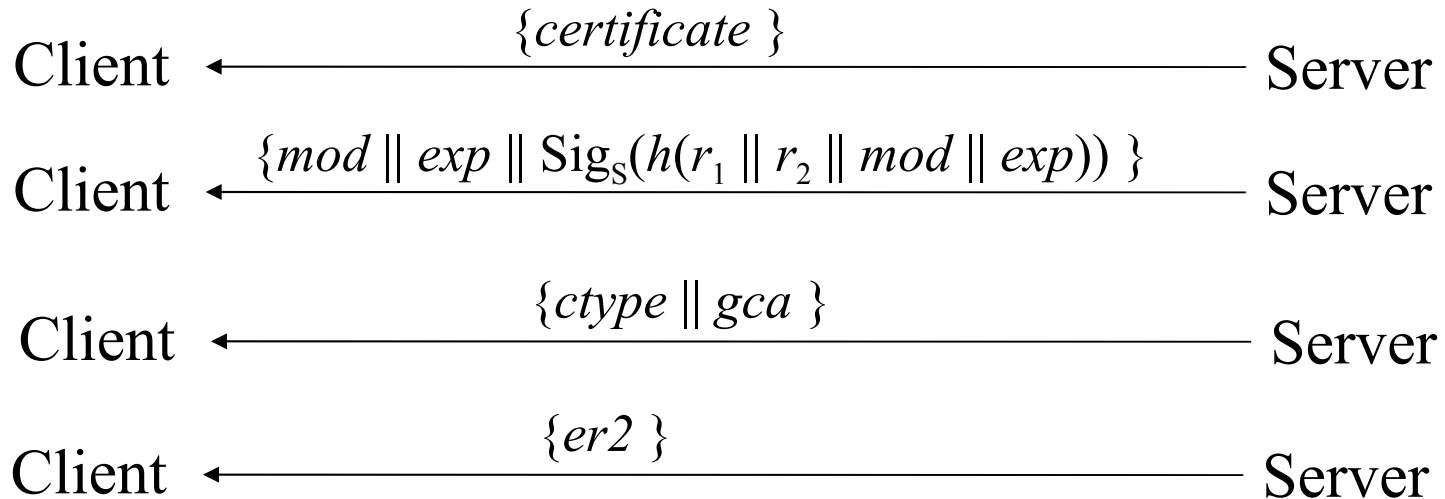 {certificate }
Client Server
{mod || exp || Sig_S(h(r_1 || r_2 || mod || exp)) }
Client Server
{ctype || gca }
Client Server
{er2 }
Client Server